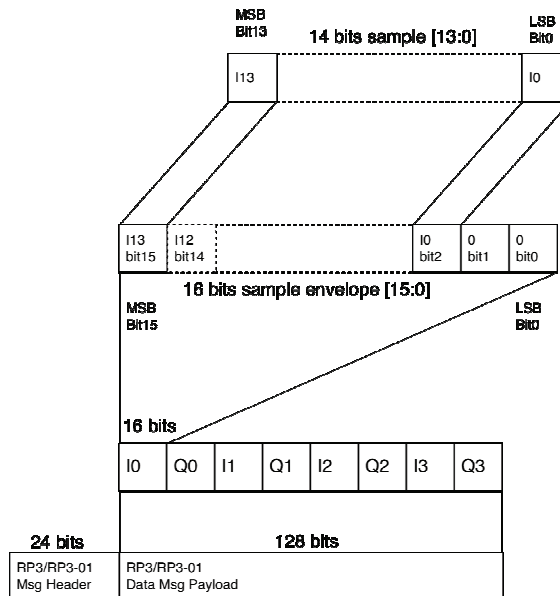 MSB
Bit13
14 bits sample [13:0]
LSB
Bit0
I13
I0
I13
bit15
I12
bit14
I0
bit2
0
bit1
0
bit0
16 bits sample envelope [15:0]
MSB
Bit15
LSB
Bit0
16 bits
I0
Q0
I1
Q1
I2
Q2
I3
Q3
24 bits
128 bits
RP3/RP3-01
Msg Header
RP3/RP3-01
Data Msg Payload